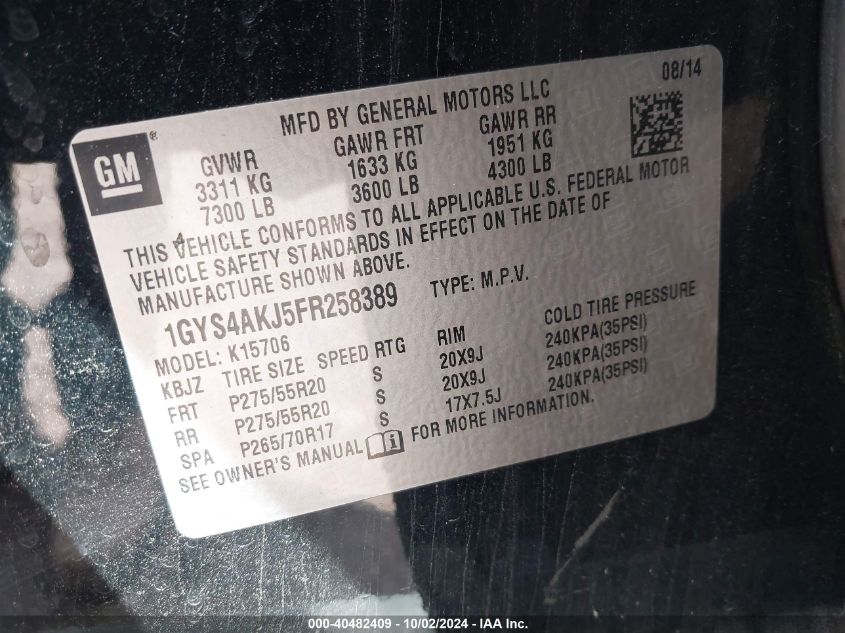 08/14
MFD BY GENERAL MOTORS LLC
GM®
GVWR GAWR FRT GAWR RR
3311 KG 1633 KG 1951 KG
7300 LB 3600 LB 4300 LB
THIS VEHICLE CONFORMS TO ALL APPLICABLE U.S. FEDERAL MOTOR
VEHICLE SAFETY STANDARDS IN EFFECT ON THE DATE OF
MANUFACTURE SHOWN ABOVE.
1GYS4AKJ5FR258389 TYPE: M.P.V.
MODEL: K15706
KBJZ TIRE SIZE SPEED RTG RIM COLD TIRE PRESSURE
FRT P275/55R20 S 20X9J 240KPA(35PSI)
RR P275/55R20 S 20X9J 240KPA(35PSI)
SPA P265/70R17 S 17X7.5J 240KPA(35PSI)
SEE OWNER'S MANUAL FOR MORE INFORMATION.
000-40482409 - 10/02/2024 - IAA Inc.